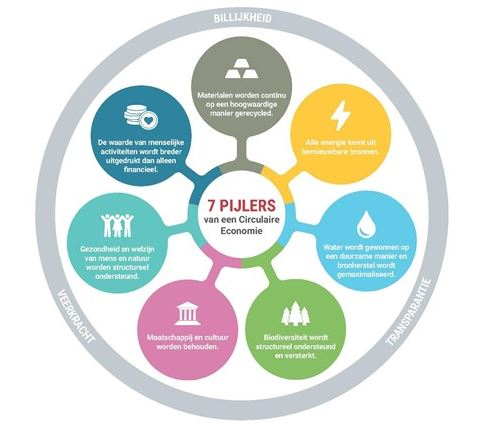 BILLIJKHEID
Materialen worden continu
op een hoogwaardige
manier gerecycled.
De waarde van menselijke
activiteiten wordt breder
uitgedrukt dan alleen
financieel.
Alle energie komt uit
hernieuwbare bronnen.
7 PIJLERS
van een Circulaire
Economie
Gezondheid en welzijn
van mens en natuur
worden structureel
ondersteund.
Water wordt gewonnen op
een duurzame manier en
bronherstel wordt
gemaximaliseerd.
Maatschappij en cultuur
worden behouden.
Biodiversiteit wordt
structureel ondersteund
en versterkt.
VEERKRACHT
TRANSPARANTIE